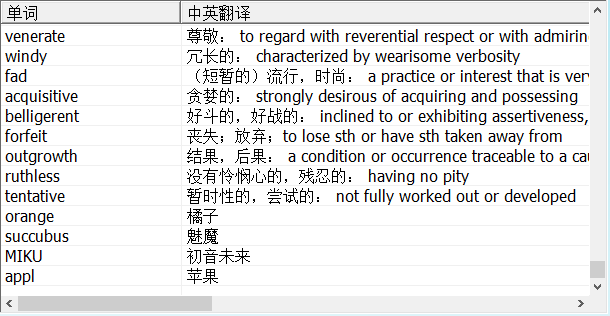 单词 中英翻译
venerate 尊敬： to regard with reverential respect or with admiring
windy 冗长的： characterized by wearisome verbosity
fad （短暂的）流行，时尚： a practice or interest that is very
acquisitive 贪婪的： strongly desirous of acquiring and possessing
belligerent 好斗的，好战的： inclined to or exhibiting assertiveness,
forfeit 丧失；放弃；to lose sth or have sth taken away from
outgrowth 结果，后果： a condition or occurrence traceable to a cau
ruthless 没有怜悯心的，残忍的： having no pity
tentative 暂时性的，尝试的： not fully worked out or developed
orange 橘子
succubus 魅魔
MIKU 初音未来
appl 苹果